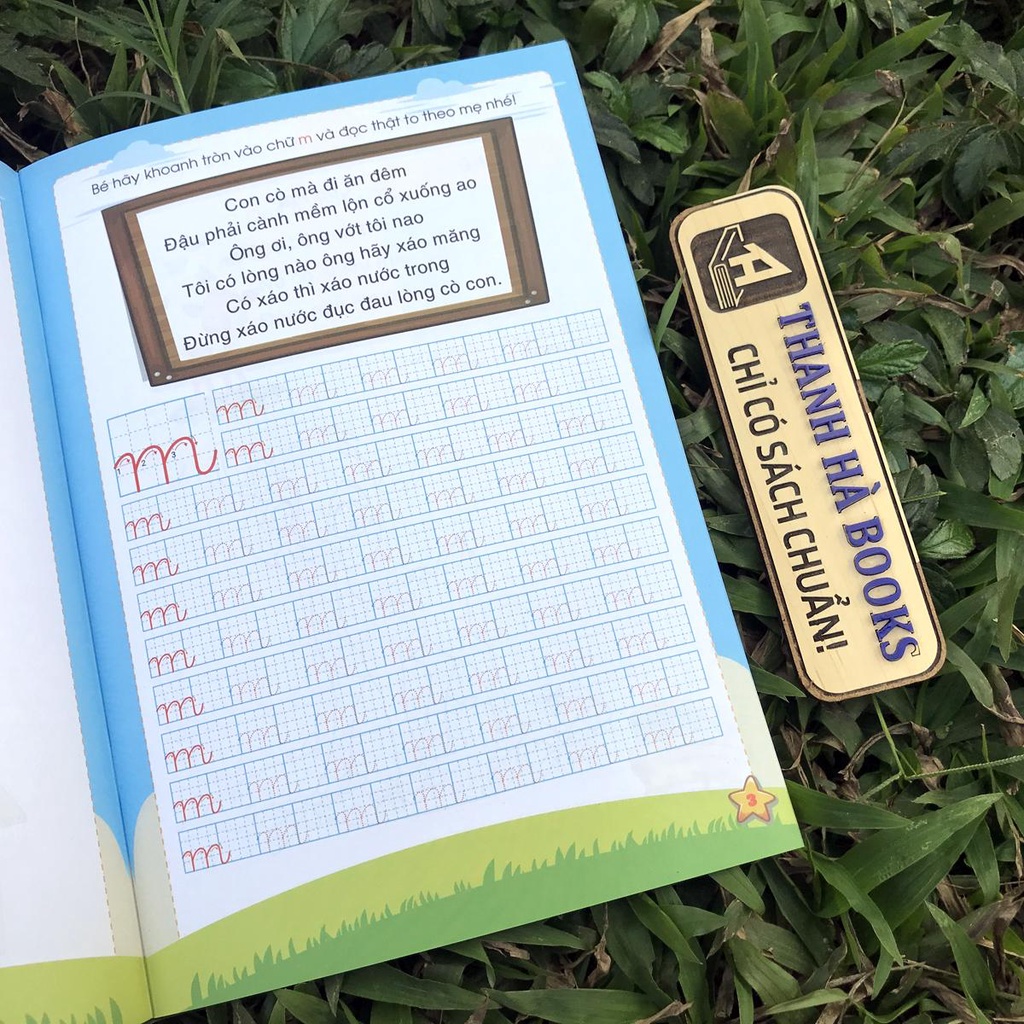 Bé hãy khoanh tròn vào chữ m và đọc thật to theo mẹ nhé!
Con cò mà đi ăn đêm
Đậu phải cành mềm lộn cổ xuống ao
Ông ơi, ông vớt tôi nao
Tôi có lòng nào ông hãy xáo măng
Có xáo thì xáo nước trong
Đừng xáo nước đục đau lòng cò con.
m m m m m m
m m m m m m
m m m m m m
m m m m m m
m m m m m m
m m m m m m
m m m m m m
m m m m m m
m m m m m m
m m m m m m
3
A
THANH HÀ BOOKS
CHỈ CÓ SÁCH CHUẨN!